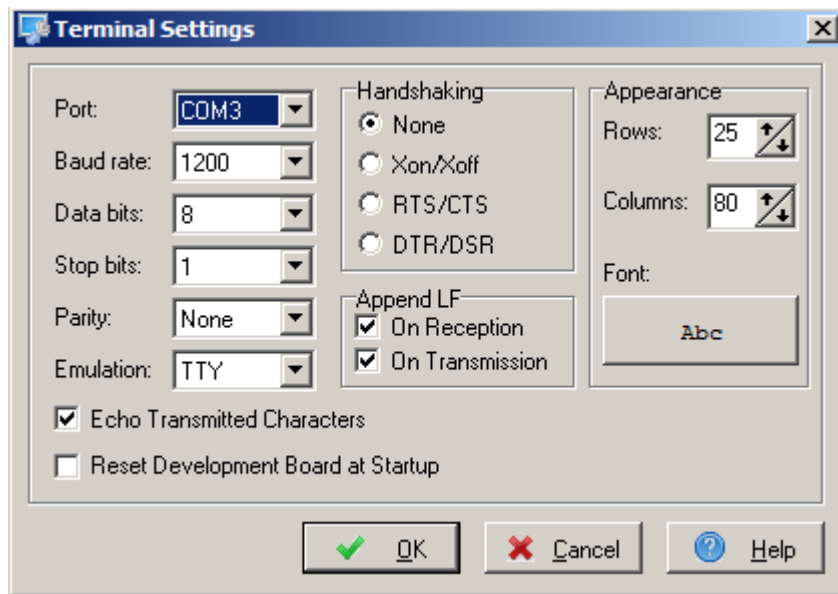 Terminal Settings
Port: COM3
Baud rate: 1200
Data bits: 8
Stop bits: 1
Parity: None
Emulation: TTY
Handshaking
None
Xon/Xoff
RTS/CTS
DTR/DSR
Append LF
On Reception
On Transmission
Appearance
Rows: 25
Columns: 80
Font:
Abc
Echo Transmitted Characters
Reset Development Board at Startup
OK Cancel Help